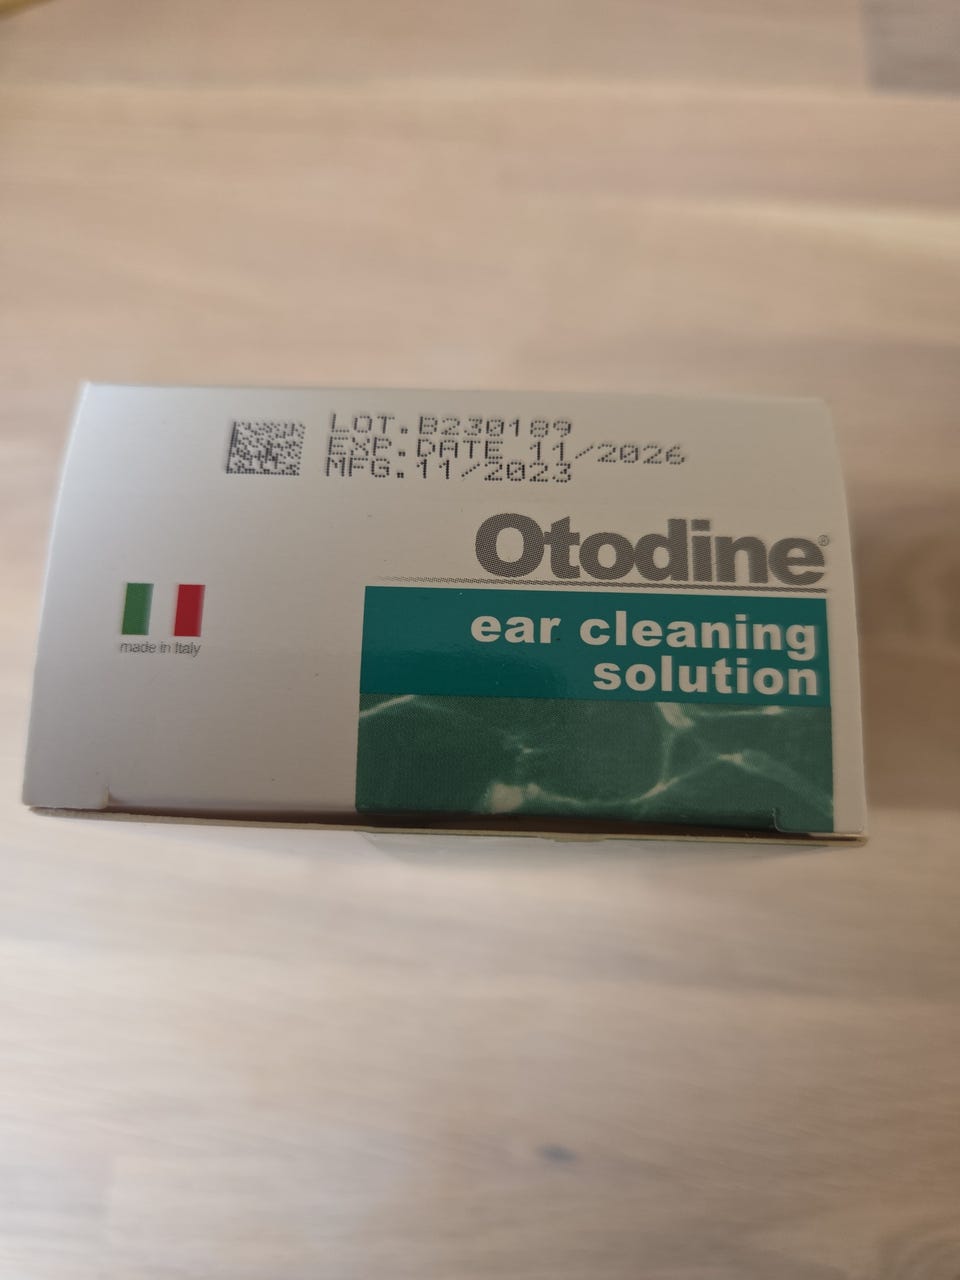 LOT.B230189
EXP.DATE 11/2026
MFG.11/2023
Otodine®
ear cleaning
solution
made in Italy